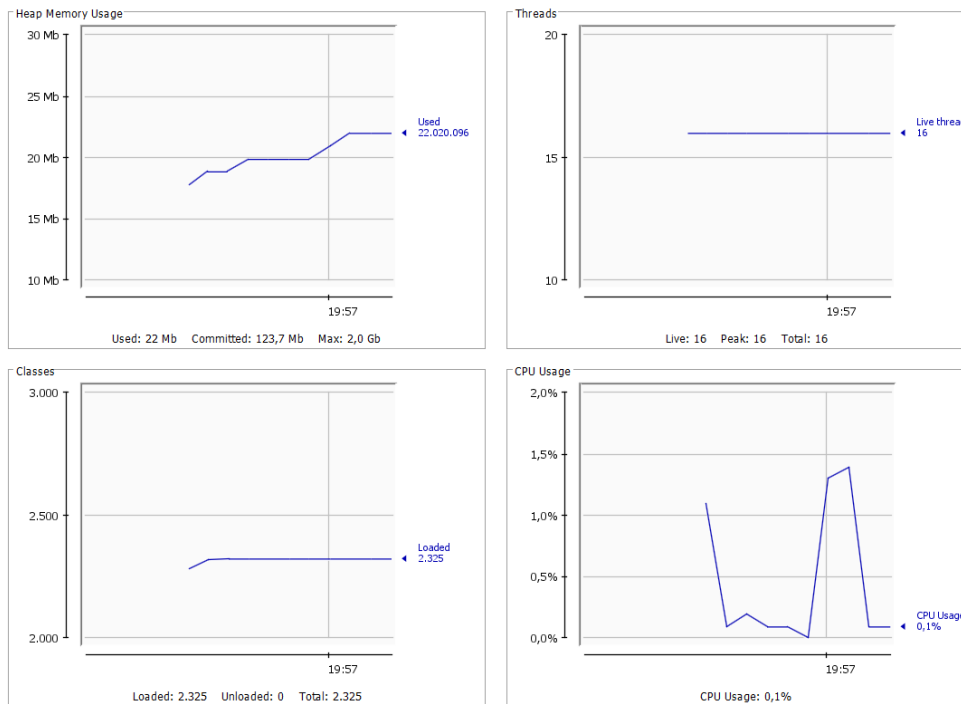 Heap Memory Usage
30 Mb
25 Mb
20 Mb
15 Mb
10 Mb
Used
22.020.096
19:57
Used: 22 Mb Committed: 123,7 Mb Max: 2,0 Gb
Threads
20
15
10
Live thread
16
19:57
Live: 16 Peak: 16 Total: 16
Classes
3.000
2.500
2.000
Loaded
2.325
19:57
Loaded: 2.325 Unloaded: 0 Total: 2.325
CPU Usage
2,0%
1,5%
1,0%
0,5%
0,0%
CPU Usage
0,1%
19:57
CPU Usage: 0,1%